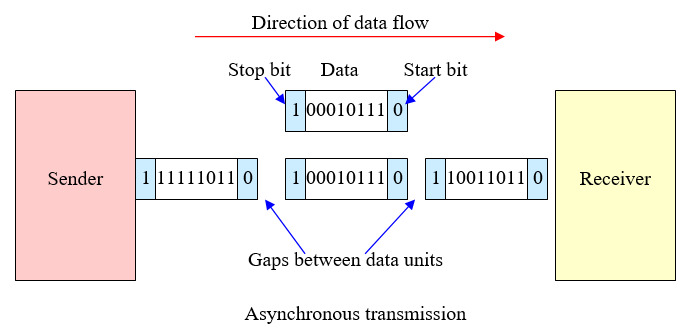 Direction of data flow
Stop bit Data Start bit
1 00010111 0
Sender 1 11111011 0 1 00010111 0 1 10011011 0 Receiver
Gaps between data units
Asynchronous transmission